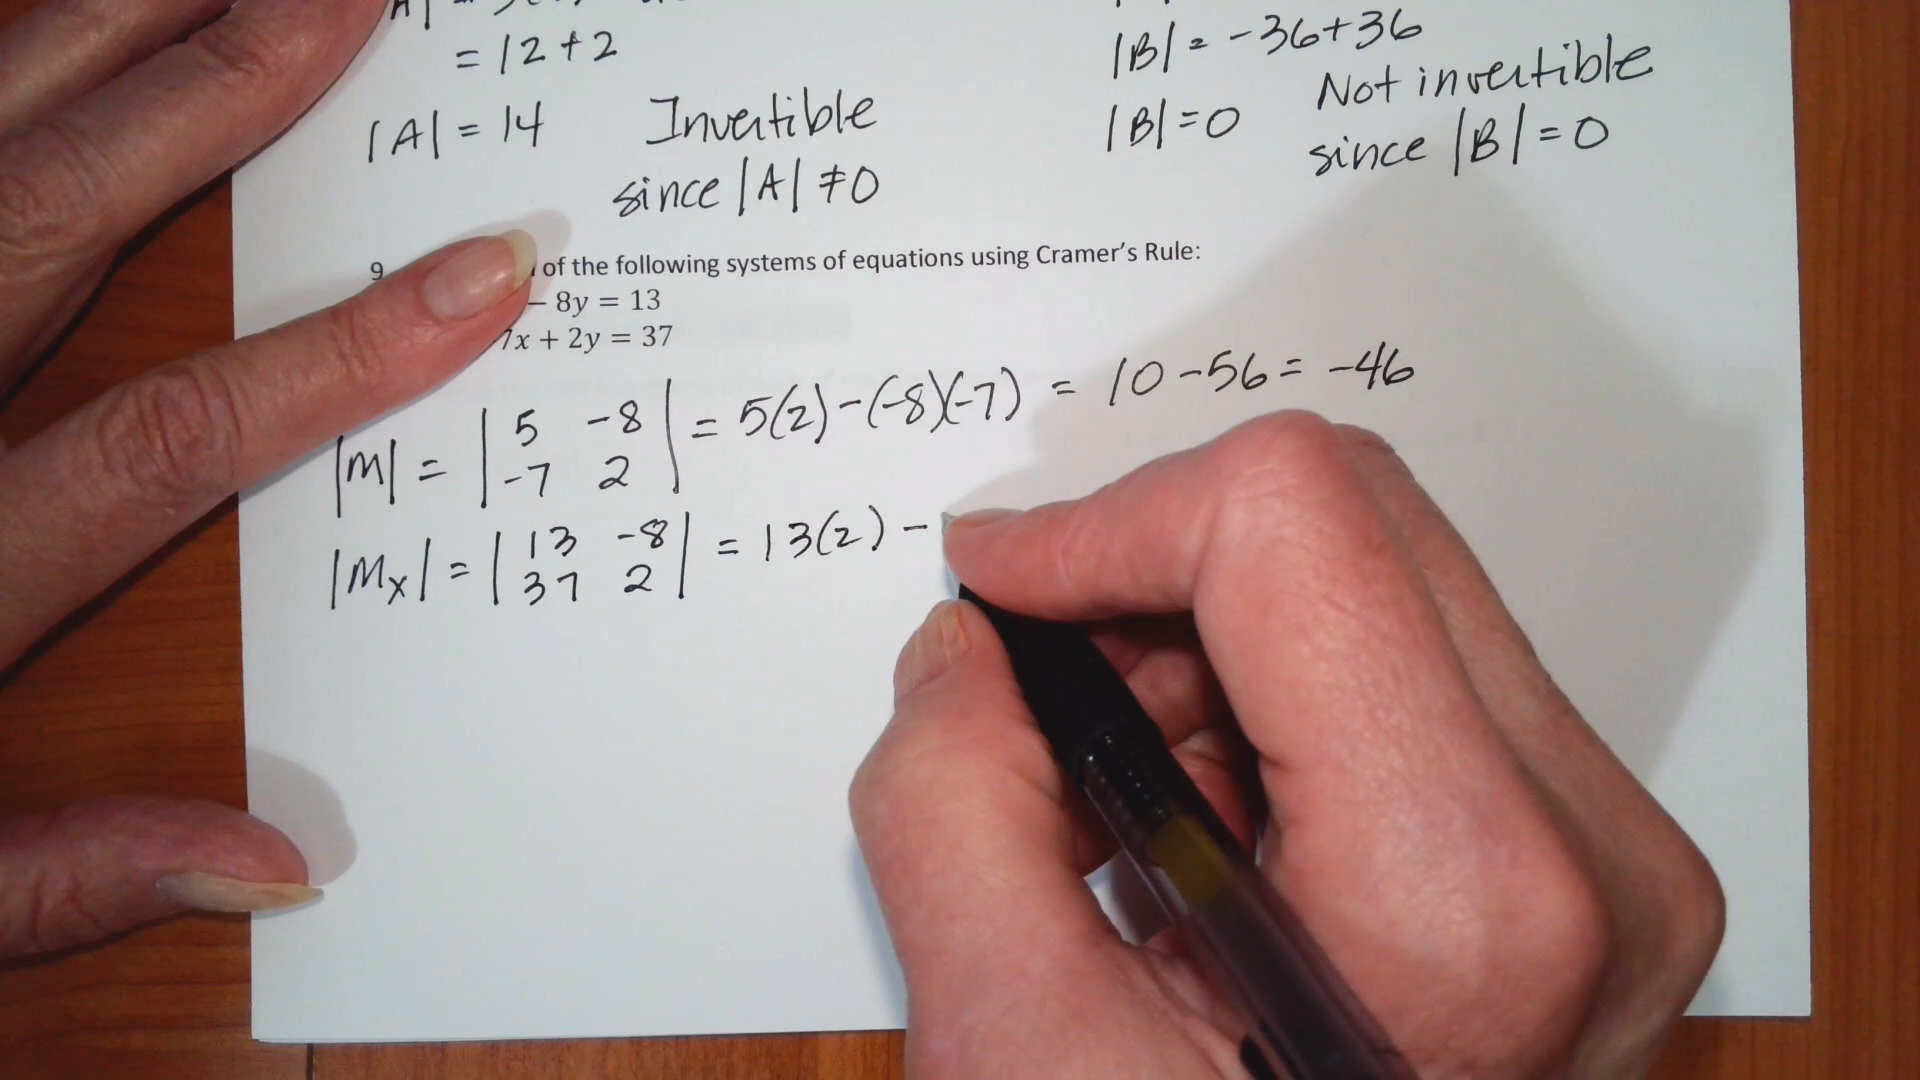 = 12 + 2
|B| = -36+36
|A| = 14
Invertible
since |A| ≠ 0
|B| = 0
Not invertible
since |B| = 0
9
of the following systems of equations using Cramer's Rule:
− 8y = 13
7x + 2y = 37
|M| = | 5 -8 | = 5(2) - (-8)(-7) = 10 - 56 = -46
-7 2
|Mx| = | 13 -8 | = 13(2) -
37 2